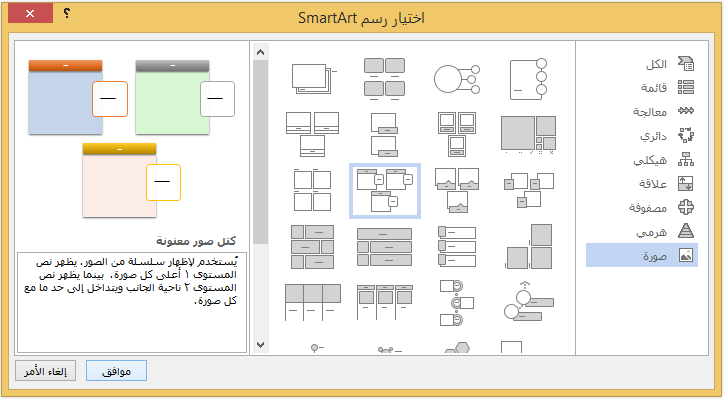 اختيار رسم SmartArt
؟
الكل
قائمة
معالجة
دائري
هيكلي
علاقة
مصفوفة
هرمي
صورة
كتل صور معنونة
يُستخدم لإظهار سلسلة من الصور. يظهر نص
المستوى ١ أعلى كل صورة، بينما يظهر نص
المستوى ٢ ناحية الجانب ويتداخل إلى حد ما مع
كل صورة.
موافق
إلغاء الأمر